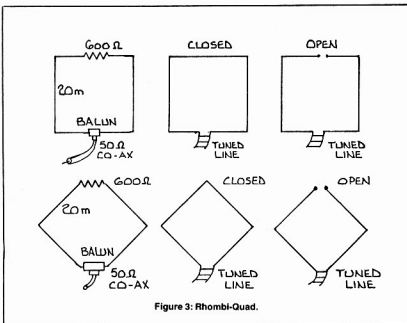 600Ω
20m
BALUN
50Ω
CO-AX
CLOSED
TUNED
LINE
OPEN
TUNED
LINE
600Ω
20m
BALUN
50Ω
CO-AX
CLOSED
TUNED
LINE
OPEN
TUNED
LINE
Figure 3: Rhombi-Quad.